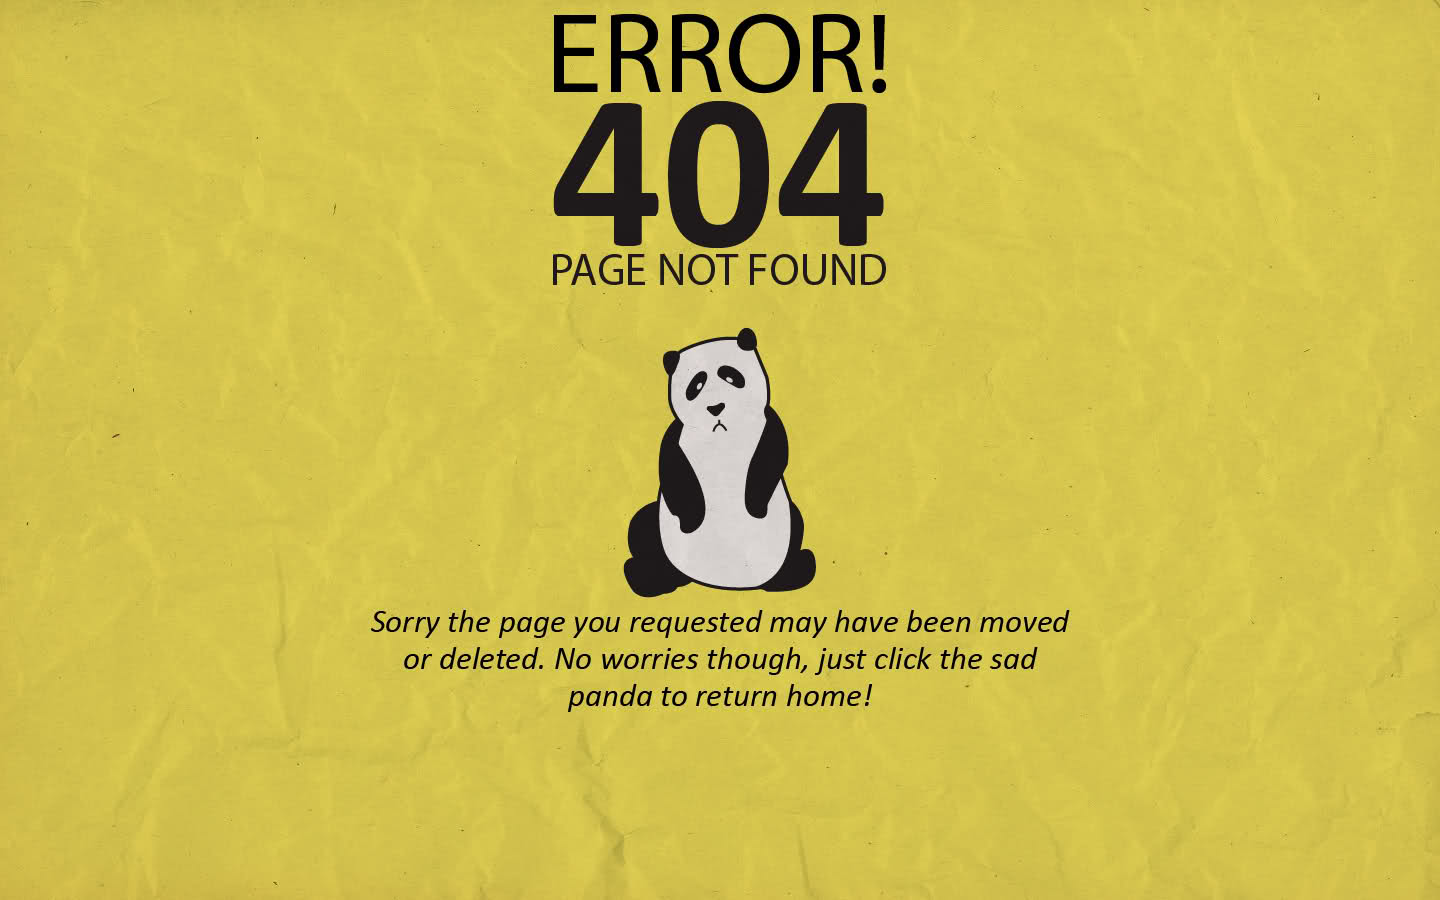 ERROR!
404
PAGE NOT FOUND
Sorry the page you requested may have been moved
or deleted. No worries though, just click the sad
panda to return home!